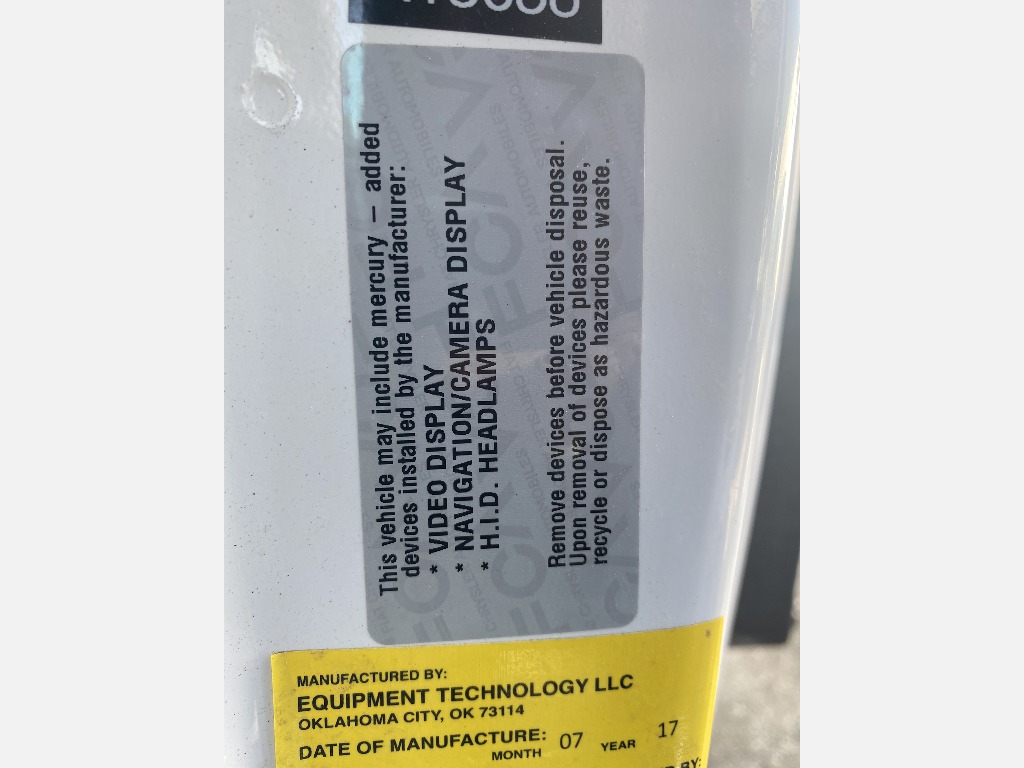 This vehicle may include mercury – added
devices installed by the manufacturer:
* VIDEO DISPLAY
* NAVIGATION/CAMERA DISPLAY
* H.I.D. HEADLAMPS
Remove devices before vehicle disposal.
Upon removal of devices please reuse,
recycle or dispose as hazardous waste.
MANUFACTURED BY:
EQUIPMENT TECHNOLOGY LLC
OKLAHOMA CITY, OK 73114
DATE OF MANUFACTURE: 07 17
MONTH YEAR
BY: